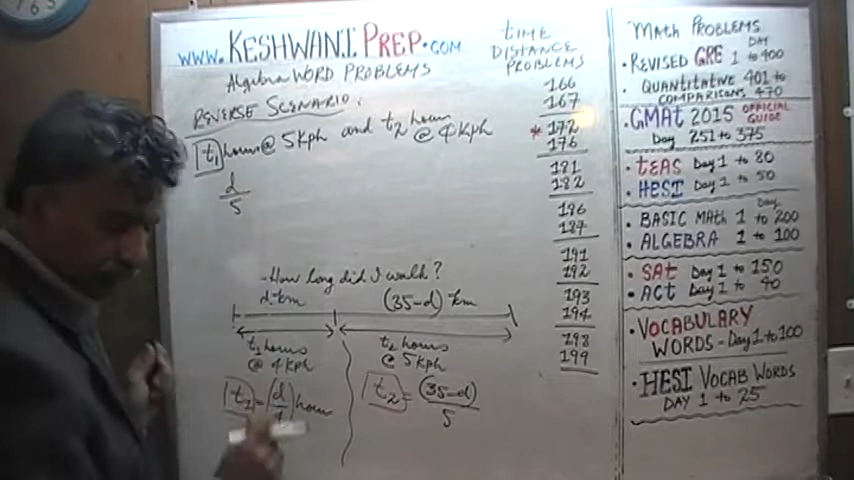 www.KESHWANI PREP.COM
Algebra WORD PROBLEMS
REVERSE SCENARIO:
t1 hours @ 5kph and t2 hours @ 4kph
d
5
-How long did I walk?
d-km
(35-d) km
t1 hours
@ 4kph
t2 hours
@ 5kph
= (d/4) hour
t2 = (35-d)
5
tIME
DISTANCE
PROBLEMS
166
167
* 172
176
181
182
186
187
191
192
193
194
198
199
MATH PROBLEMS
DAY
• REVISED GRE 1 to 400
• QUANTITATIVE 401 to
COMPARISONS 470
• GMAT 2015 OFFICIAL GUIDE
Day 251 to 375
• tEAS Day 1 to 80
• HESI Day 1 to 50
Day
• BASIC MAth 1 to 200
• ALGEBRA 1 to 100
• SAt Day 1 to 150
• ACT Day 1 to 40
• VOCABULARY
WORDS - Day 1 to 100
• HESI VOCAB WORDS
DAY 1 to 25